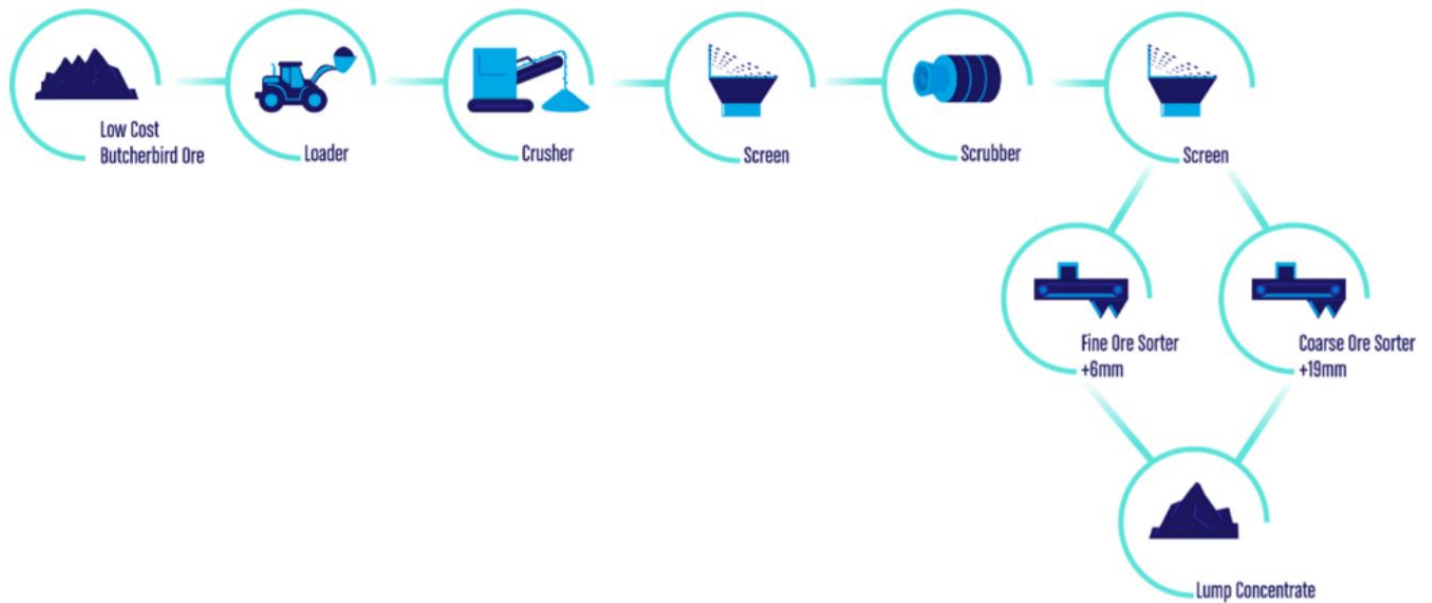 Low Cost
Butcherbird Ore
Loader
Crusher
Screen
Scrubber
Screen
Fine Ore Sorter
+6mm
Coarse Ore Sorter
+19mm
Lump Concentrate